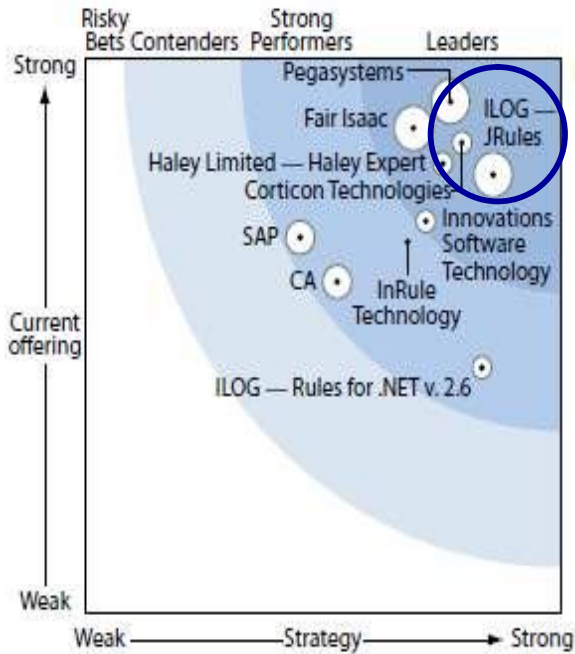 Risky
Bets Contenders
Strong
Performers
Leaders
Strong
Pegasystems
ILOG —
JRules
Fair Isaac
Haley Limited — Haley Expert
Corticon Technologies
Innovations
Software
Technology
SAP
CA
InRule
Technology
Current
offering
ILOG — Rules for .NET v. 2.6
Weak
Weak
Strategy
Strong